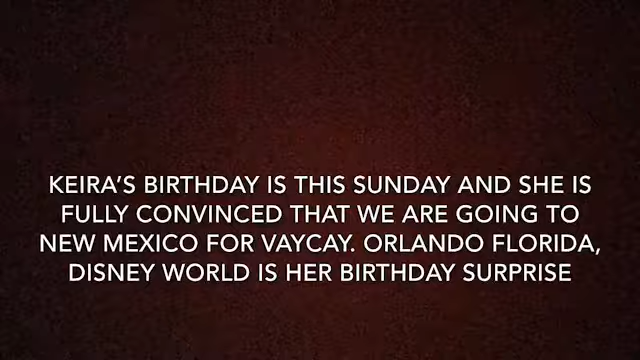 KEIRA'S BIRTHDAY IS THIS SUNDAY AND SHE IS
FULLY CONVINCED THAT WE ARE GOING TO
NEW MEXICO FOR VAYCAY. ORLANDO FLORIDA,
DISNEY WORLD IS HER BIRTHDAY SURPRISE